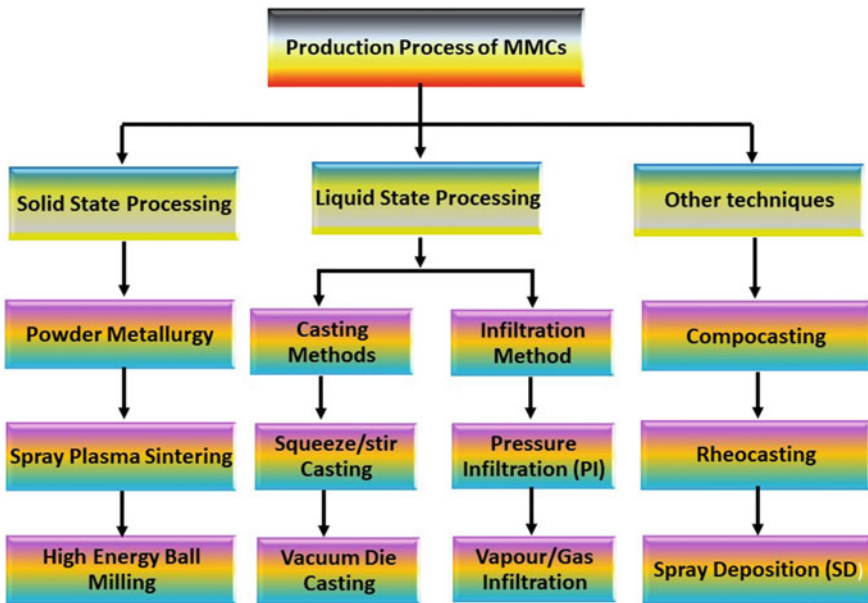 Production Process of MMCs
Solid State Processing
Liquid State Processing
Other techniques
Powder Metallurgy
Casting
Methods
Infiltration
Method
Compocasting
Spray Plasma Sintering
Squeeze/stir
Casting
Pressure
Infiltration (PI)
Rheocasting
High Energy Ball
Milling
Vacuum Die
Casting
Vapour/Gas
Infiltration
Spray Deposition (SD)